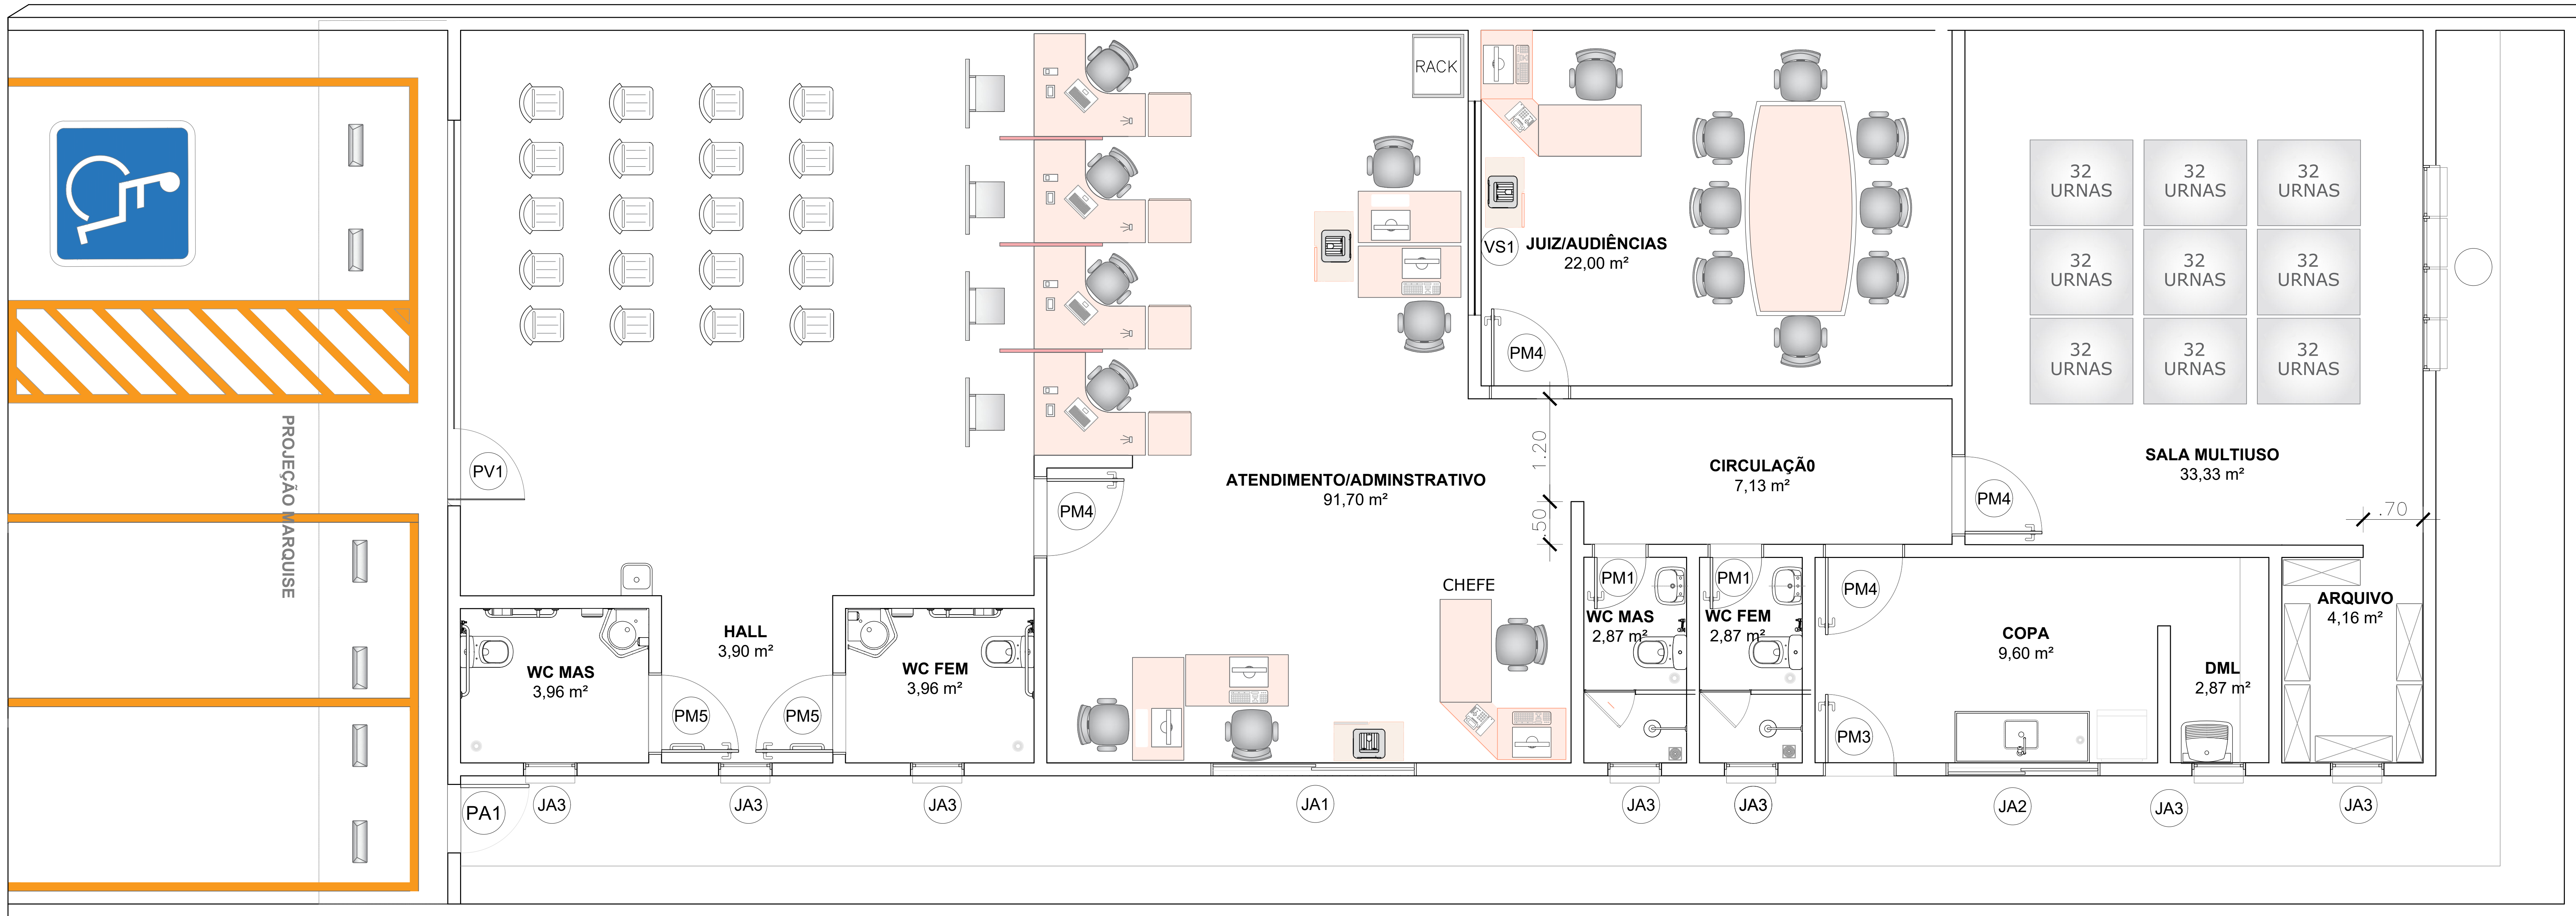 RACK
32
URNAS
32
URNAS
32
URNAS
VS1
JUIZ/AUDIÊNCIAS
22,00 m²
32
URNAS
32
URNAS
32
URNAS
32
URNAS
32
URNAS
32
URNAS
PM4
PROJEÇÃO MARQUISE
PV1
PM4
ATENDIMENTO/ADMINSTRATIVO
91,70 m²
1.20
.50
CIRCULAÇÃ0
7,13 m²
PM4
SALA MULTIUSO
33,33 m²
.70
CHEFE
PM1
PM1
PM4
WC MAS
2,87 m²
WC FEM
2,87 m²
ARQUIVO
4,16 m²
HALL
3,90 m²
COPA
9,60 m²
WC MAS
3,96 m²
WC FEM
3,96 m²
DML
2,87 m²
PM5
PM5
PM3
PA1
JA3
JA3
JA3
JA1
JA3
JA3
JA2
JA3
JA3